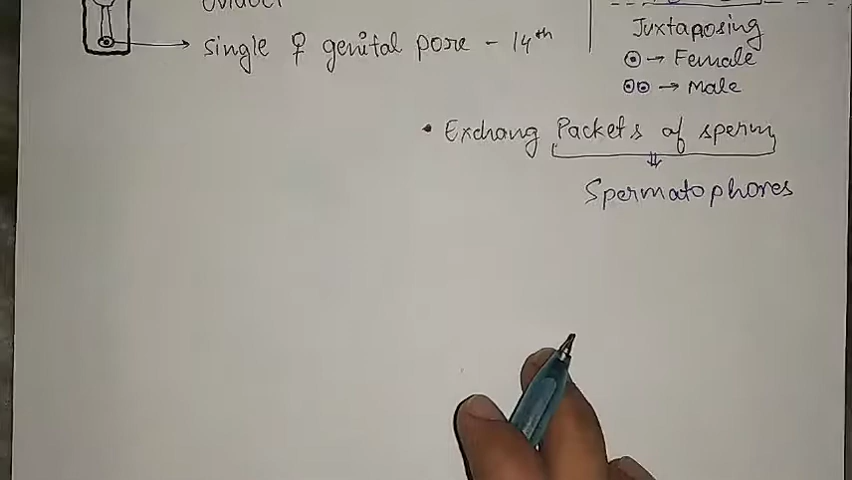 oviduct
single ♀ genital pore - 14th
Juxtaposing
→ Female
→ Male
• Exchang Packets of sperm
⇓
Spermatophores